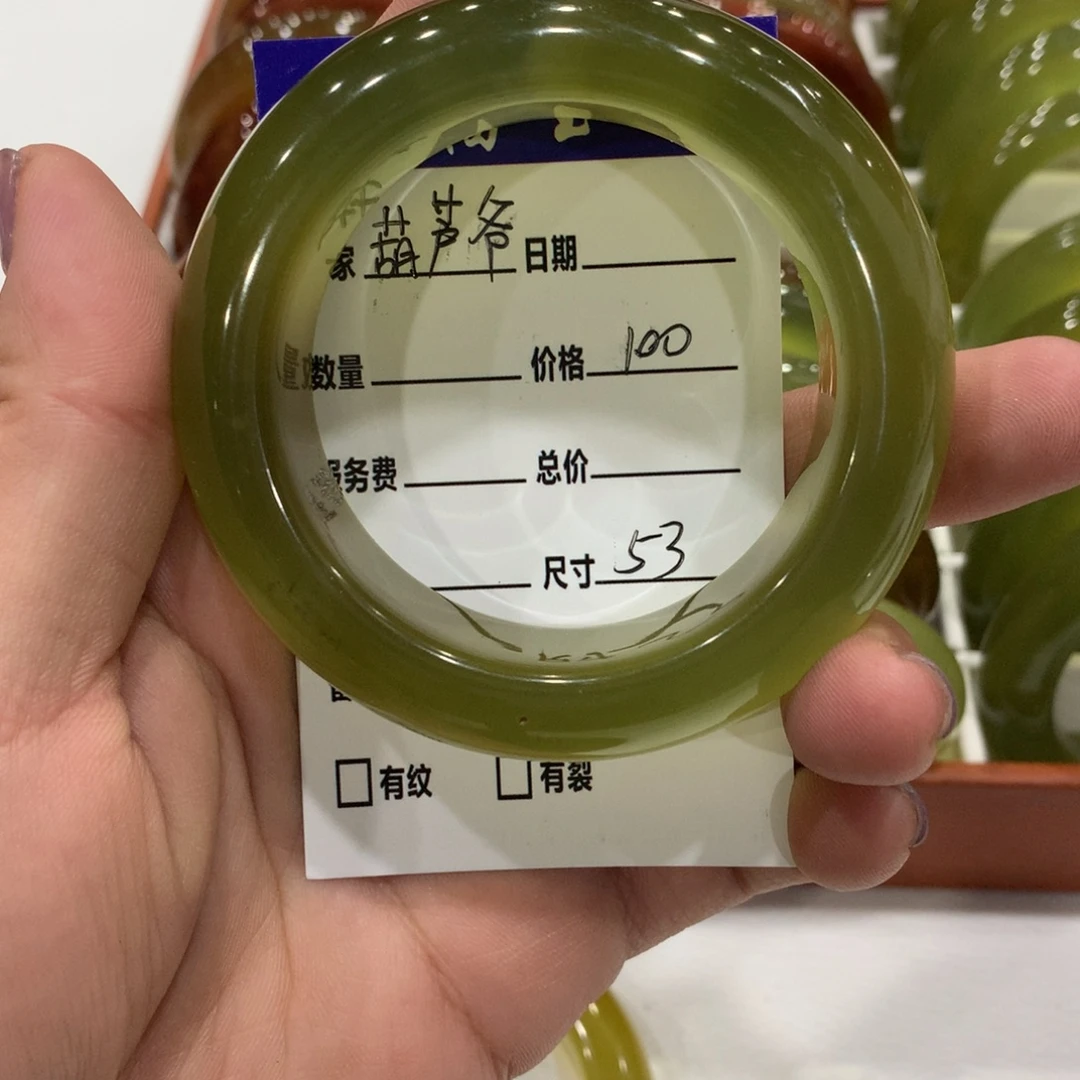 家 葫芦爷 日期
数量 价格 100
服务费 总价
尺寸 53
有纹 有裂